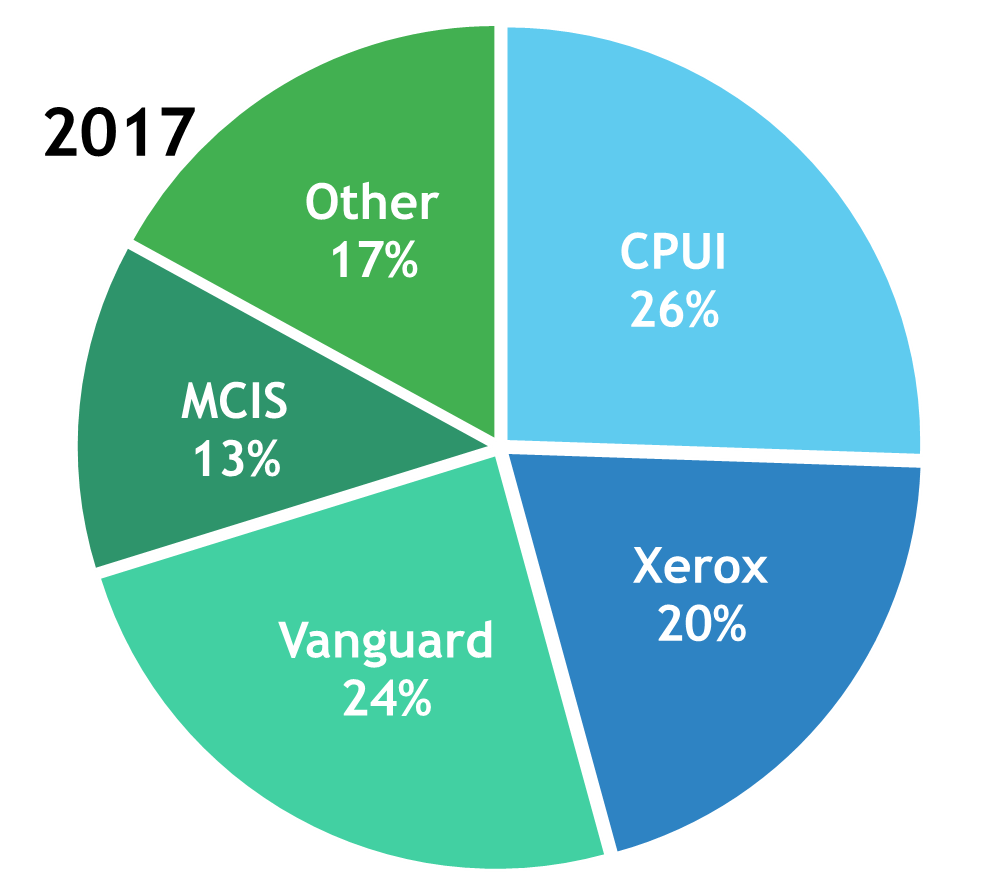 2017
Other
17%
CPUI
26%
MCIS
13%
Xerox
20%
Vanguard
24%